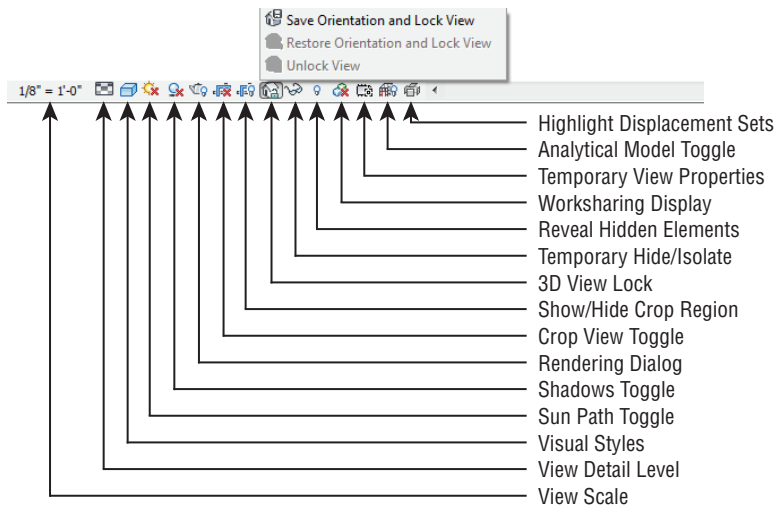 Save Orientation and Lock View
Restore Orientation and Lock View
Unlock View
1/8" = 1'-0"
Highlight Displacement Sets
Analytical Model Toggle
Temporary View Properties
Worksharing Display
Reveal Hidden Elements
Temporary Hide/Isolate
3D View Lock
Show/Hide Crop Region
Crop View Toggle
Rendering Dialog
Shadows Toggle
Sun Path Toggle
Visual Styles
View Detail Level
View Scale